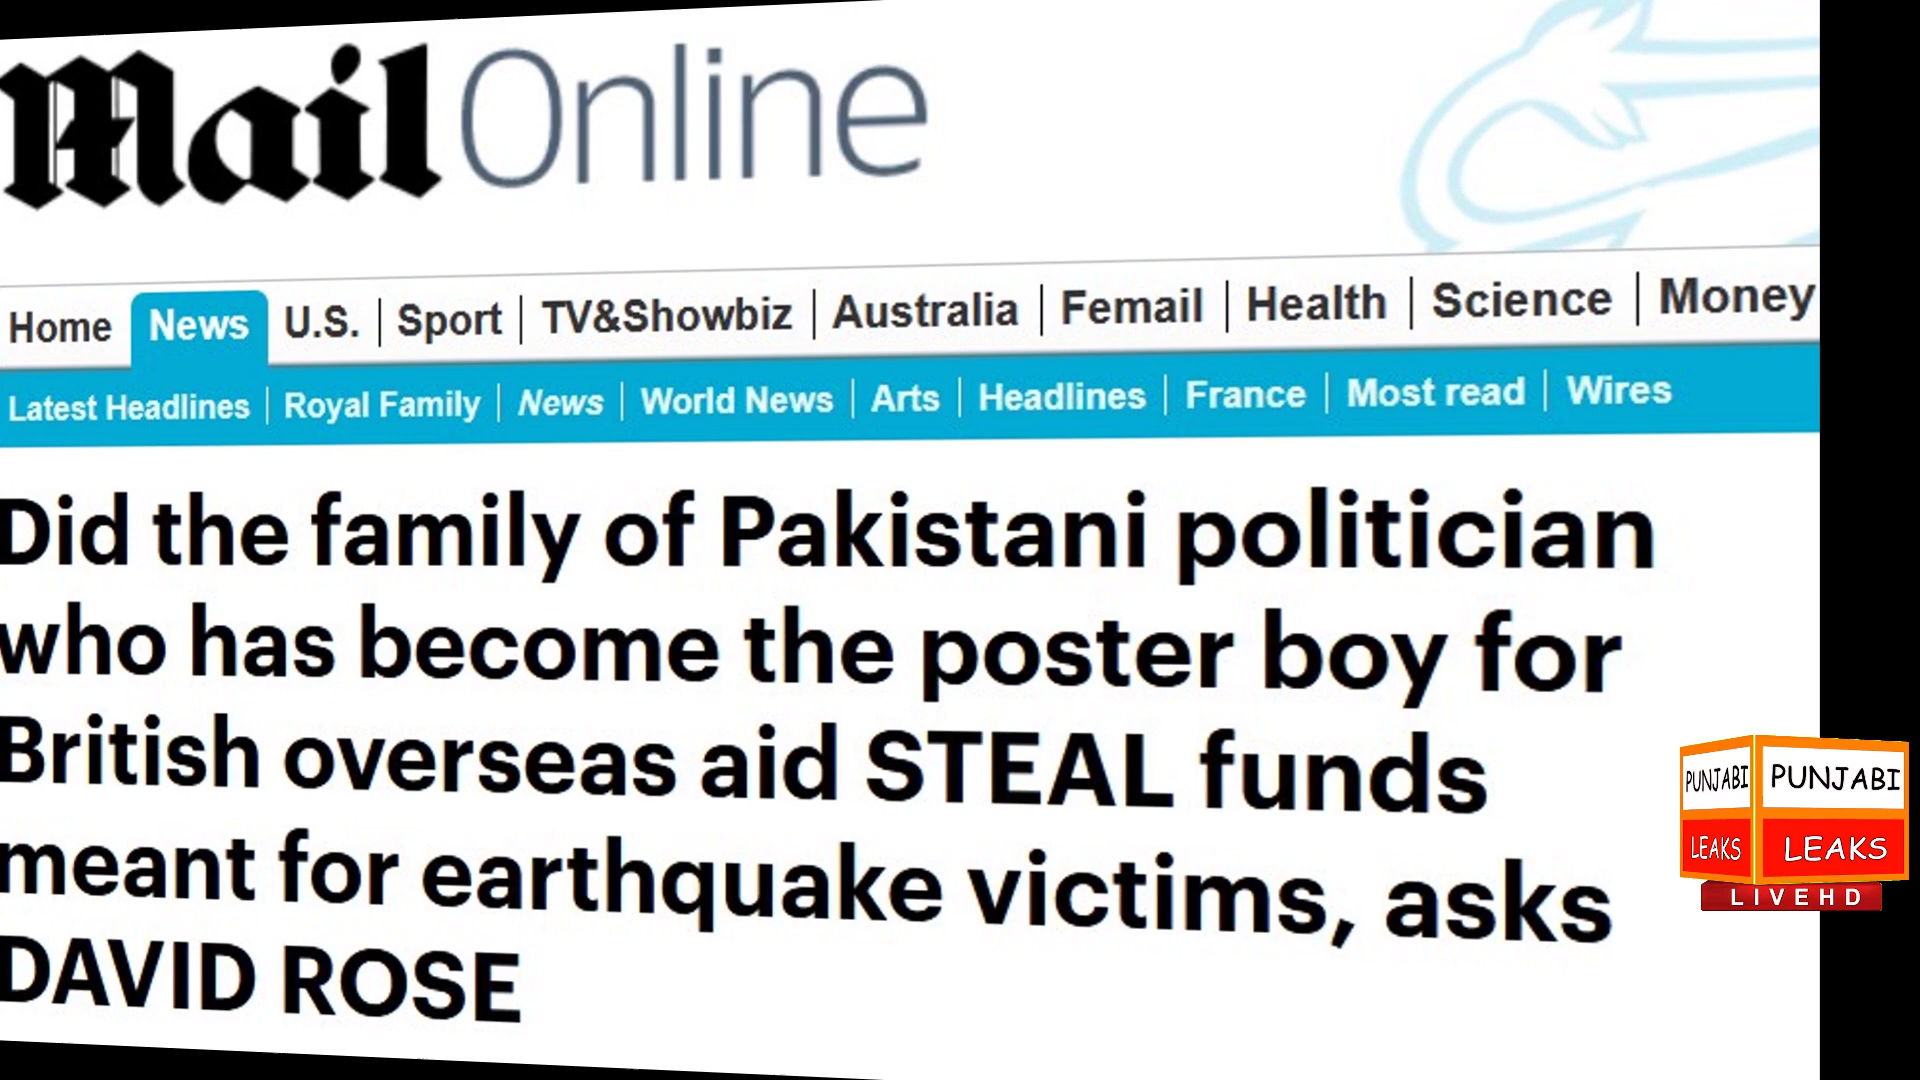 Mail Online
Home News U.S. Sport TV&Showbiz Australia Femail Health Science Money
Latest Headlines Royal Family News World News Arts Headlines France Most read Wires
Did the family of Pakistani politician
who has become the poster boy for
British overseas aid STEAL funds
meant for earthquake victims, asks
DAVID ROSE
PUNJABI PUNJABI
LEAKS LEAKS
LIVEHD